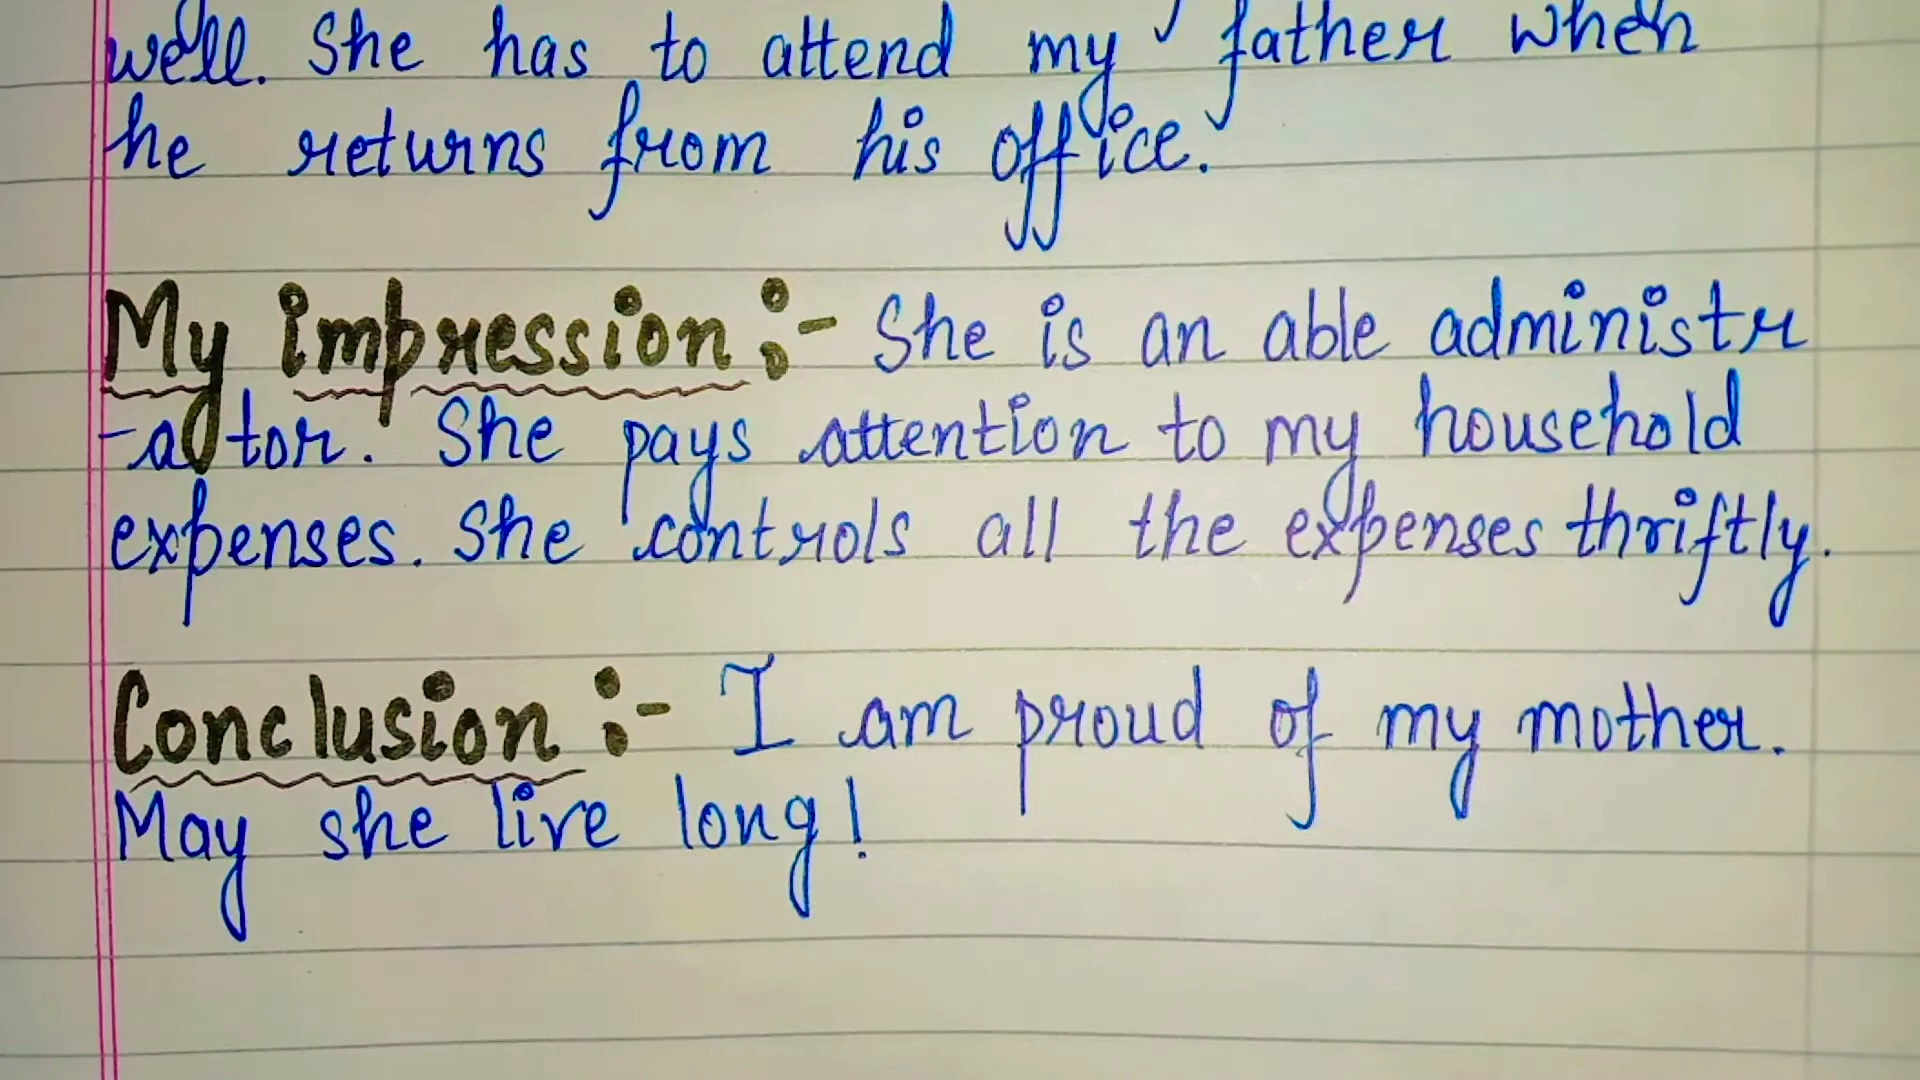 well. She has to attend my father when
he returns from his office.
My impression :- She is an able administr
-ator. She pays attention to my household
expenses. She controls all the expenses thriftly.
Conclusion :- I am proud of my mother.
May she live long!